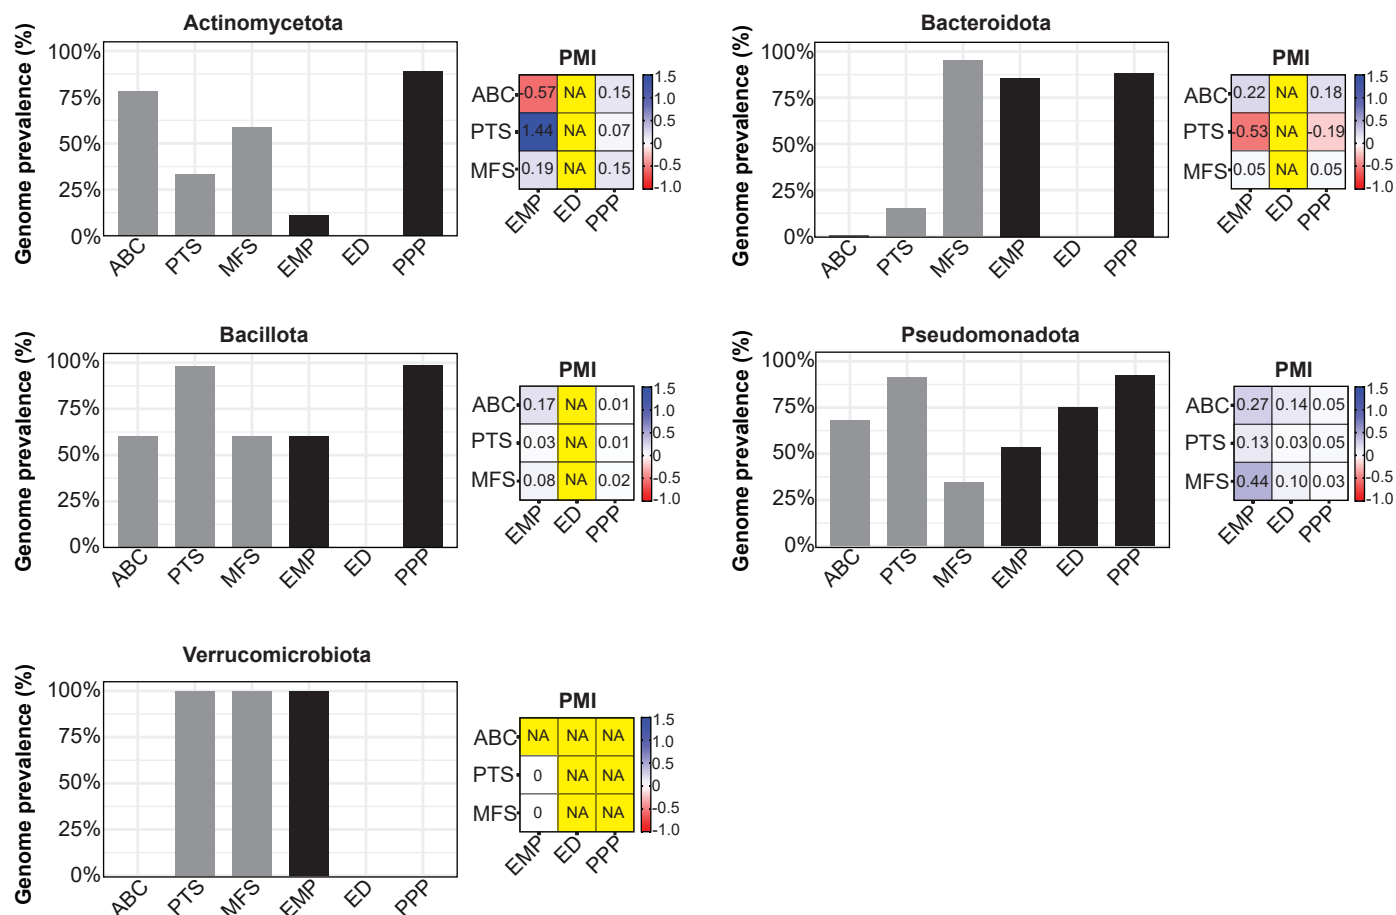 Actinomycetota
Genome prevalence (%)
100%
75%
50%
25%
0%
ABC PTS MFS EMP ED PPP
PMI
ABC -0.57 NA 0.15
PTS 1.44 NA 0.07
MFS 0.19 NA 0.15
EMP ED PPP
1.5
1.0
0.5
0
-0.5
-1.0
Bacteroidota
Genome prevalence (%)
100%
75%
50%
25%
0%
ABC PTS MFS EMP ED PPP
PMI
ABC 0.22 NA 0.18
PTS -0.53 NA -0.19
MFS 0.05 NA 0.05
EMP ED PPP
1.5
1.0
0.5
0
-0.5
-1.0
Bacillota
Genome prevalence (%)
100%
75%
50%
25%
0%
ABC PTS MFS EMP ED PPP
PMI
ABC 0.17 NA 0.01
PTS 0.03 NA 0.01
MFS 0.08 NA 0.02
EMP ED PPP
1.5
1.0
0.5
0
-0.5
-1.0
Pseudomonadota
Genome prevalence (%)
100%
75%
50%
25%
0%
ABC PTS MFS EMP ED PPP
PMI
ABC 0.27 0.14 0.05
PTS 0.13 0.03 0.05
MFS 0.44 0.10 0.03
EMP ED PPP
1.5
1.0
0.5
0
-0.5
-1.0
Verrucomicrobiota
Genome prevalence (%)
100%
75%
50%
25%
0%
ABC PTS MFS EMP ED PPP
PMI
ABC NA NA NA
PTS 0 NA NA
MFS 0 NA NA
EMP ED PPP
1.5
1.0
0.5
0
-0.5
-1.0